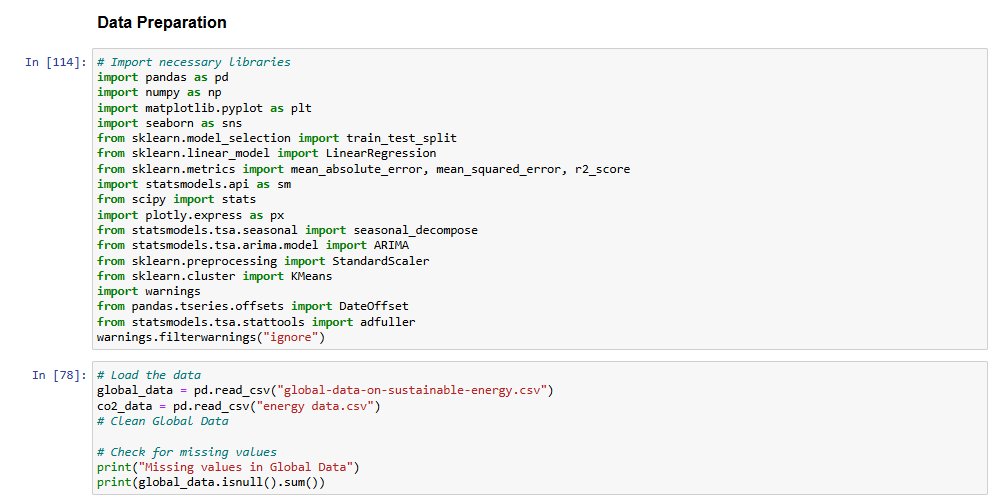 Data Preparation
In [114]: # Import necessary libraries
import pandas as pd
import numpy as np
import matplotlib.pyplot as plt
import seaborn as sns
from sklearn.model_selection import train_test_split
from sklearn.linear_model import LinearRegression
from sklearn.metrics import mean_absolute_error, mean_squared_error, r2_score
import statsmodels.api as sm
from scipy import stats
import plotly.express as px
from statsmodels.tsa.seasonal import seasonal_decompose
from statsmodels.tsa.arima.model import ARIMA
from sklearn.preprocessing import StandardScaler
from sklearn.cluster import KMeans
import warnings
from pandas.tseries.offsets import DateOffset
from statsmodels.tsa.stattools import adfuller
warnings.filterwarnings("ignore")
In [78]: # Load the data
global_data = pd.read_csv("global-data-on-sustainable-energy.csv")
co2_data = pd.read_csv("energy data.csv")
# Clean Global Data
# Check for missing values
print("Missing values in Global Data")
print(global_data.isnull().sum())